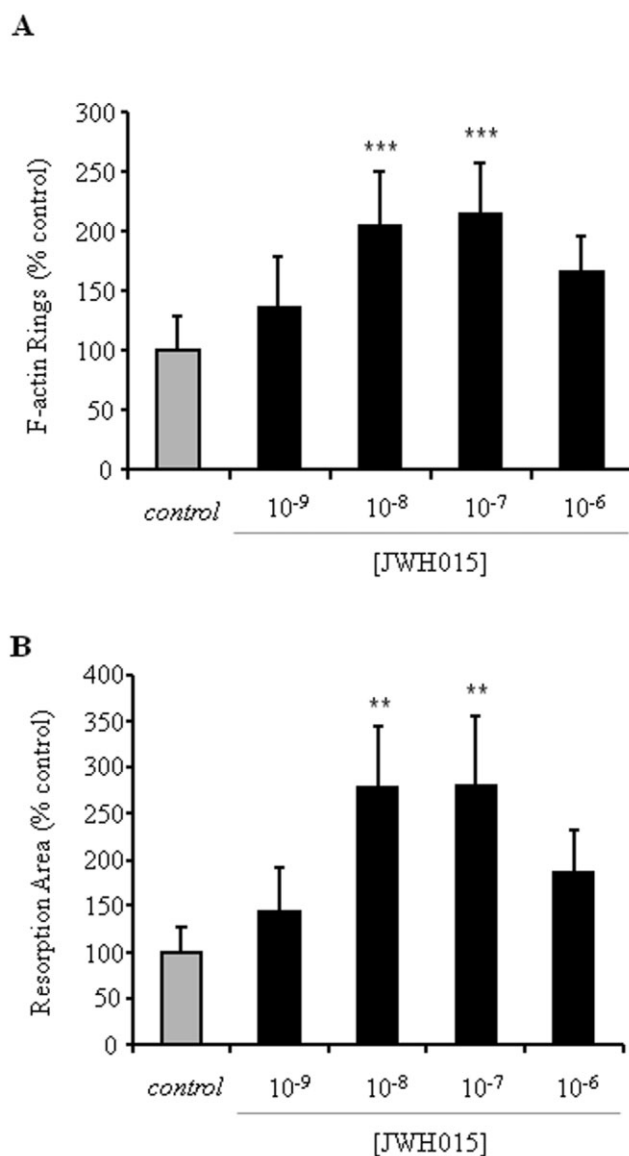 A
F-actin Rings (% control)
300
250
200
150
100
50
0
*** ***
control 10⁻⁹ 10⁻⁸ 10⁻⁷ 10⁻⁶
[JWH015]
B
Resorption Area (% control)
400
350
300
250
200
150
100
50
0
** **
control 10⁻⁹ 10⁻⁸ 10⁻⁷ 10⁻⁶
[JWH015]